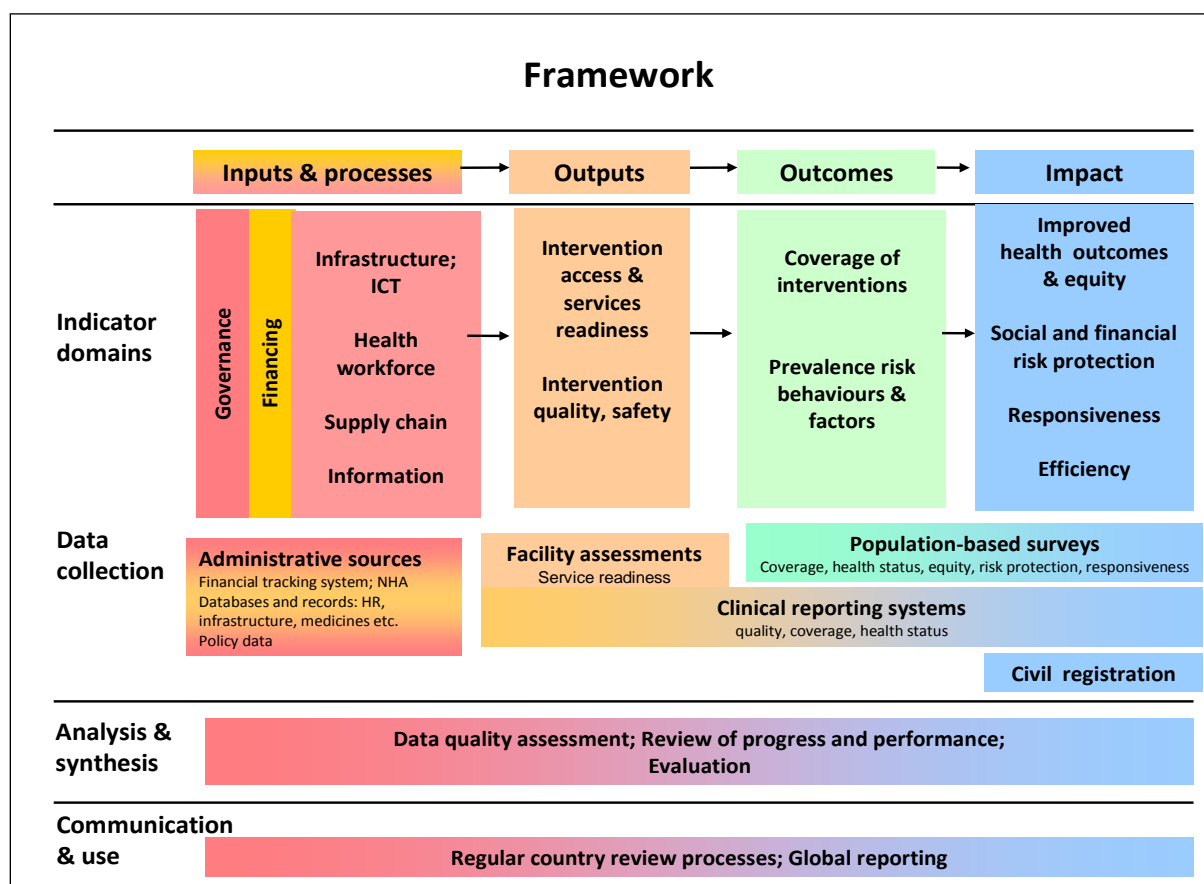 Framework
Inputs & processes
Outputs
Outcomes
Impact
Indicator
domains
Governance
Financing
Infrastructure;
ICT
Health
workforce
Supply chain
Information
Intervention
access &
services
readiness
Intervention
quality, safety
Coverage of
interventions
Prevalence risk
behaviours &
factors
Improved
health outcomes
& equity
Social and financial
risk protection
Responsiveness
Efficiency
Data
collection
Administrative sources
Financial tracking system; NHA
Databases and records: HR,
infrastructure, medicines etc.
Policy data
Facility assessments
Service readiness
Population-based surveys
Coverage, health status, equity, risk protection, responsiveness
Clinical reporting systems
quality, coverage, health status
Civil registration
Analysis &
synthesis
Data quality assessment; Review of progress and performance;
Evaluation
Communication
& use
Regular country review processes; Global reporting